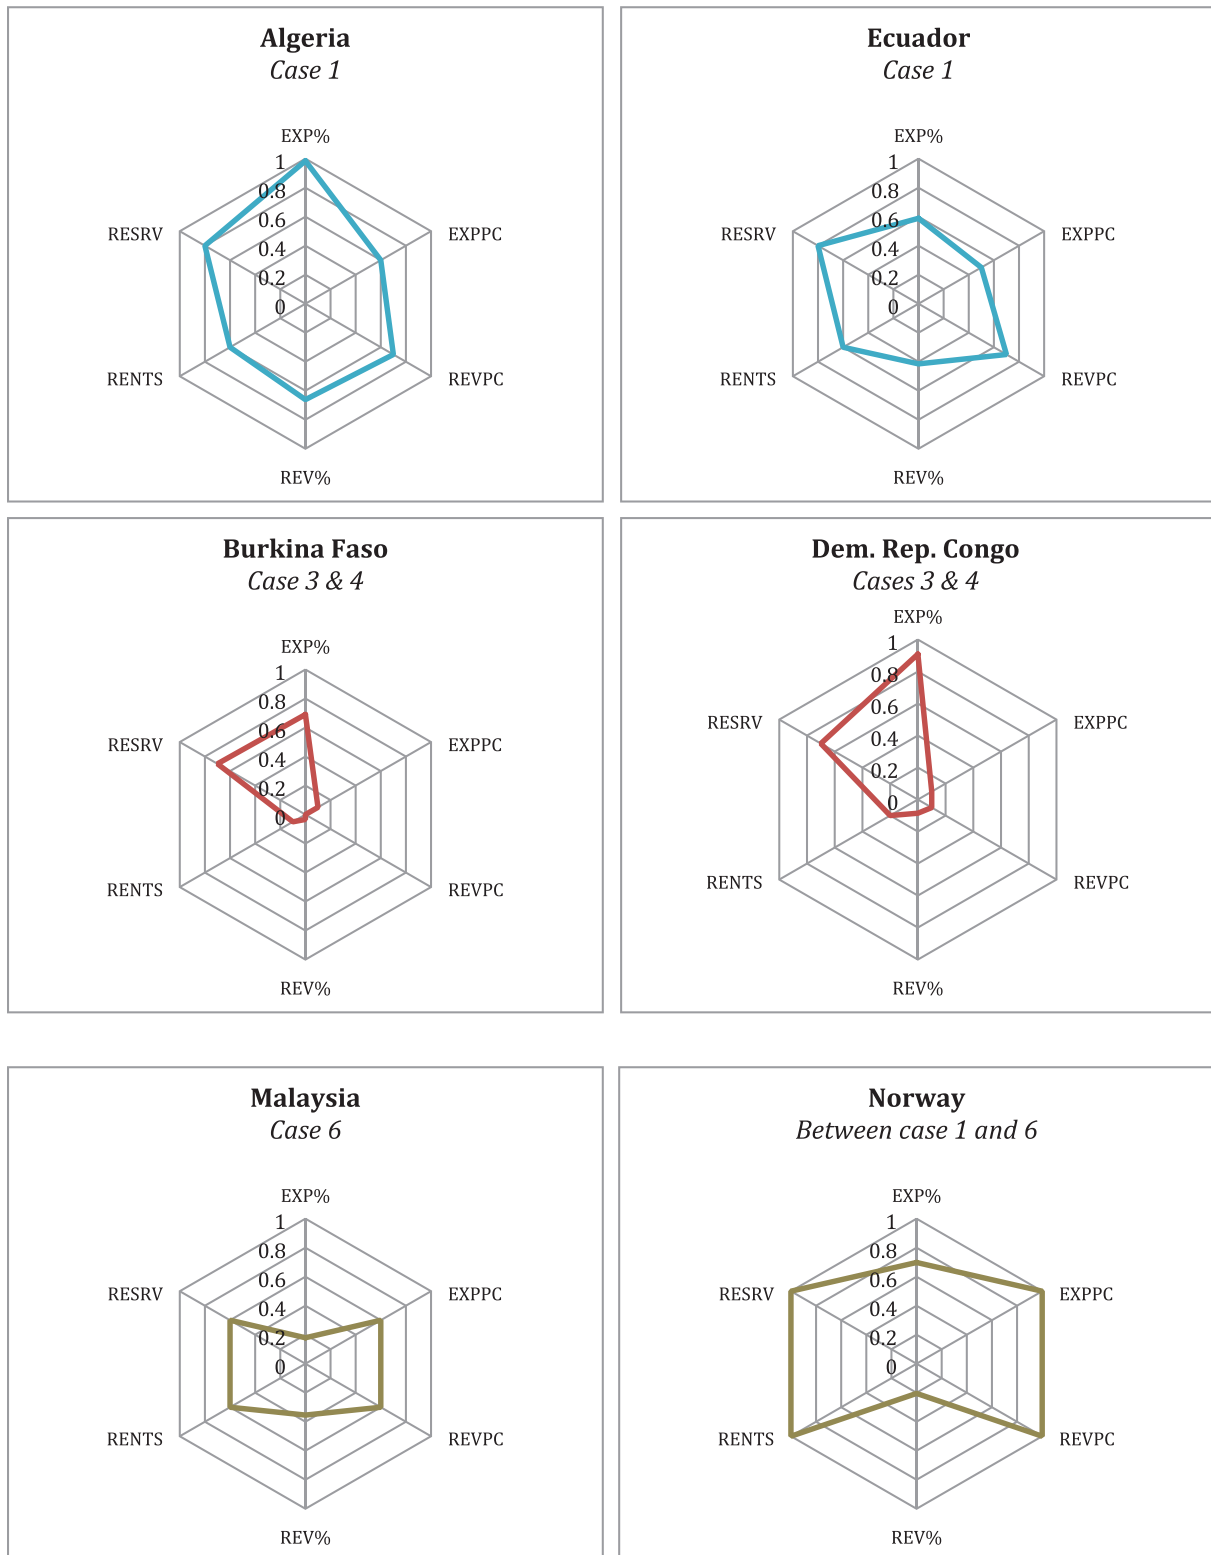 Algeria
Case 1
EXP%
1
0.8
0.6
0.4
0.2
0
RESRV
EXPPC
RENTS
REVPC
REV%
Ecuador
Case 1
EXP%
1
0.8
0.6
0.4
0.2
0
RESRV
EXPPC
RENTS
REVPC
REV%
Burkina Faso
Case 3 & 4
EXP%
1
0.8
0.6
0.4
0.2
0
RESRV
EXPPC
RENTS
REVPC
REV%
Dem. Rep. Congo
Cases 3 & 4
EXP%
1
0.8
0.6
0.4
0.2
0
RESRV
EXPPC
RENTS
REVPC
REV%
Malaysia
Case 6
EXP%
1
0.8
0.6
0.4
0.2
0
RESRV
EXPPC
RENTS
REVPC
REV%
Norway
Between case 1 and 6
EXP%
1
0.8
0.6
0.4
0.2
0
RESRV
EXPPC
RENTS
REVPC
REV%